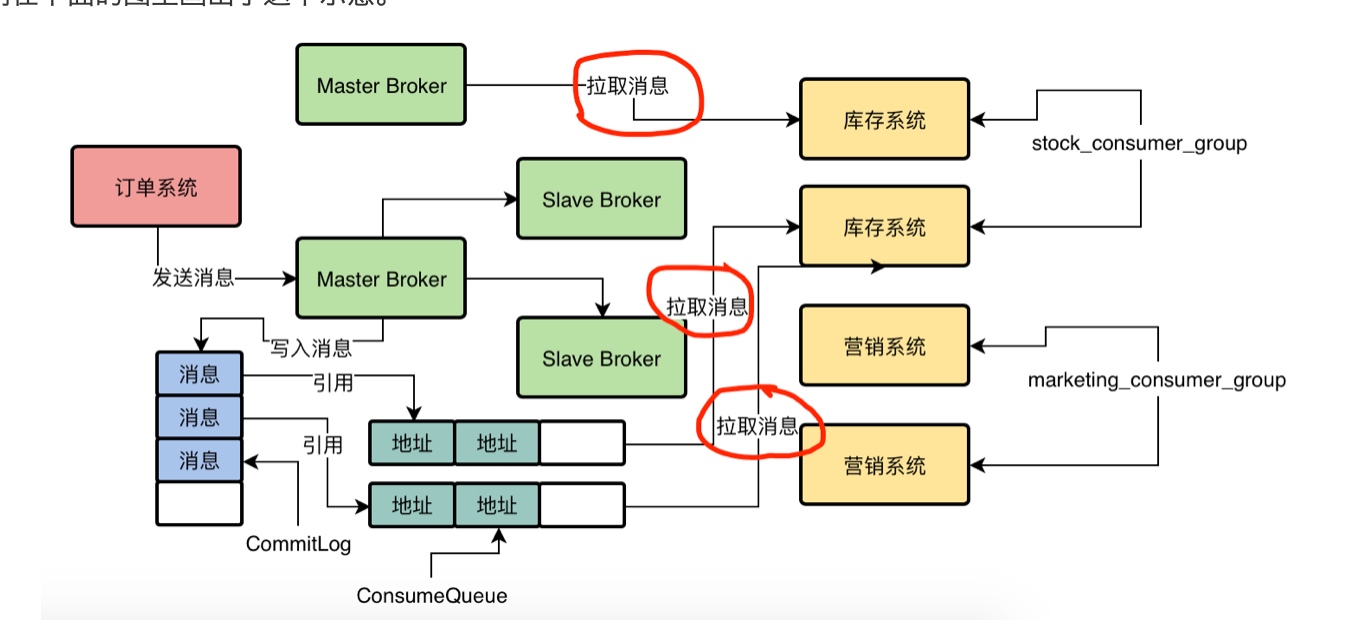 Master Broker
拉取消息
库存系统
stock_consumer_group
订单系统
Slave Broker
库存系统
发送消息
Master Broker
拉取消息
写入消息
Slave Broker
营销系统
marketing_consumer_group
消息
引用
消息
引用
地址 地址
拉取消息
消息
营销系统
地址 地址
CommitLog
ConsumeQueue